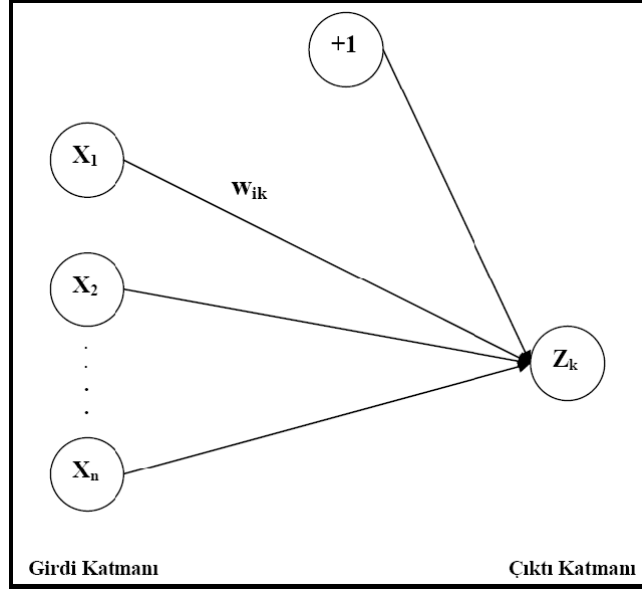 +1
X₁
wᵢₖ
X₂
Xₙ
Zₖ
Girdi Katmanı
Çıktı Katmanı